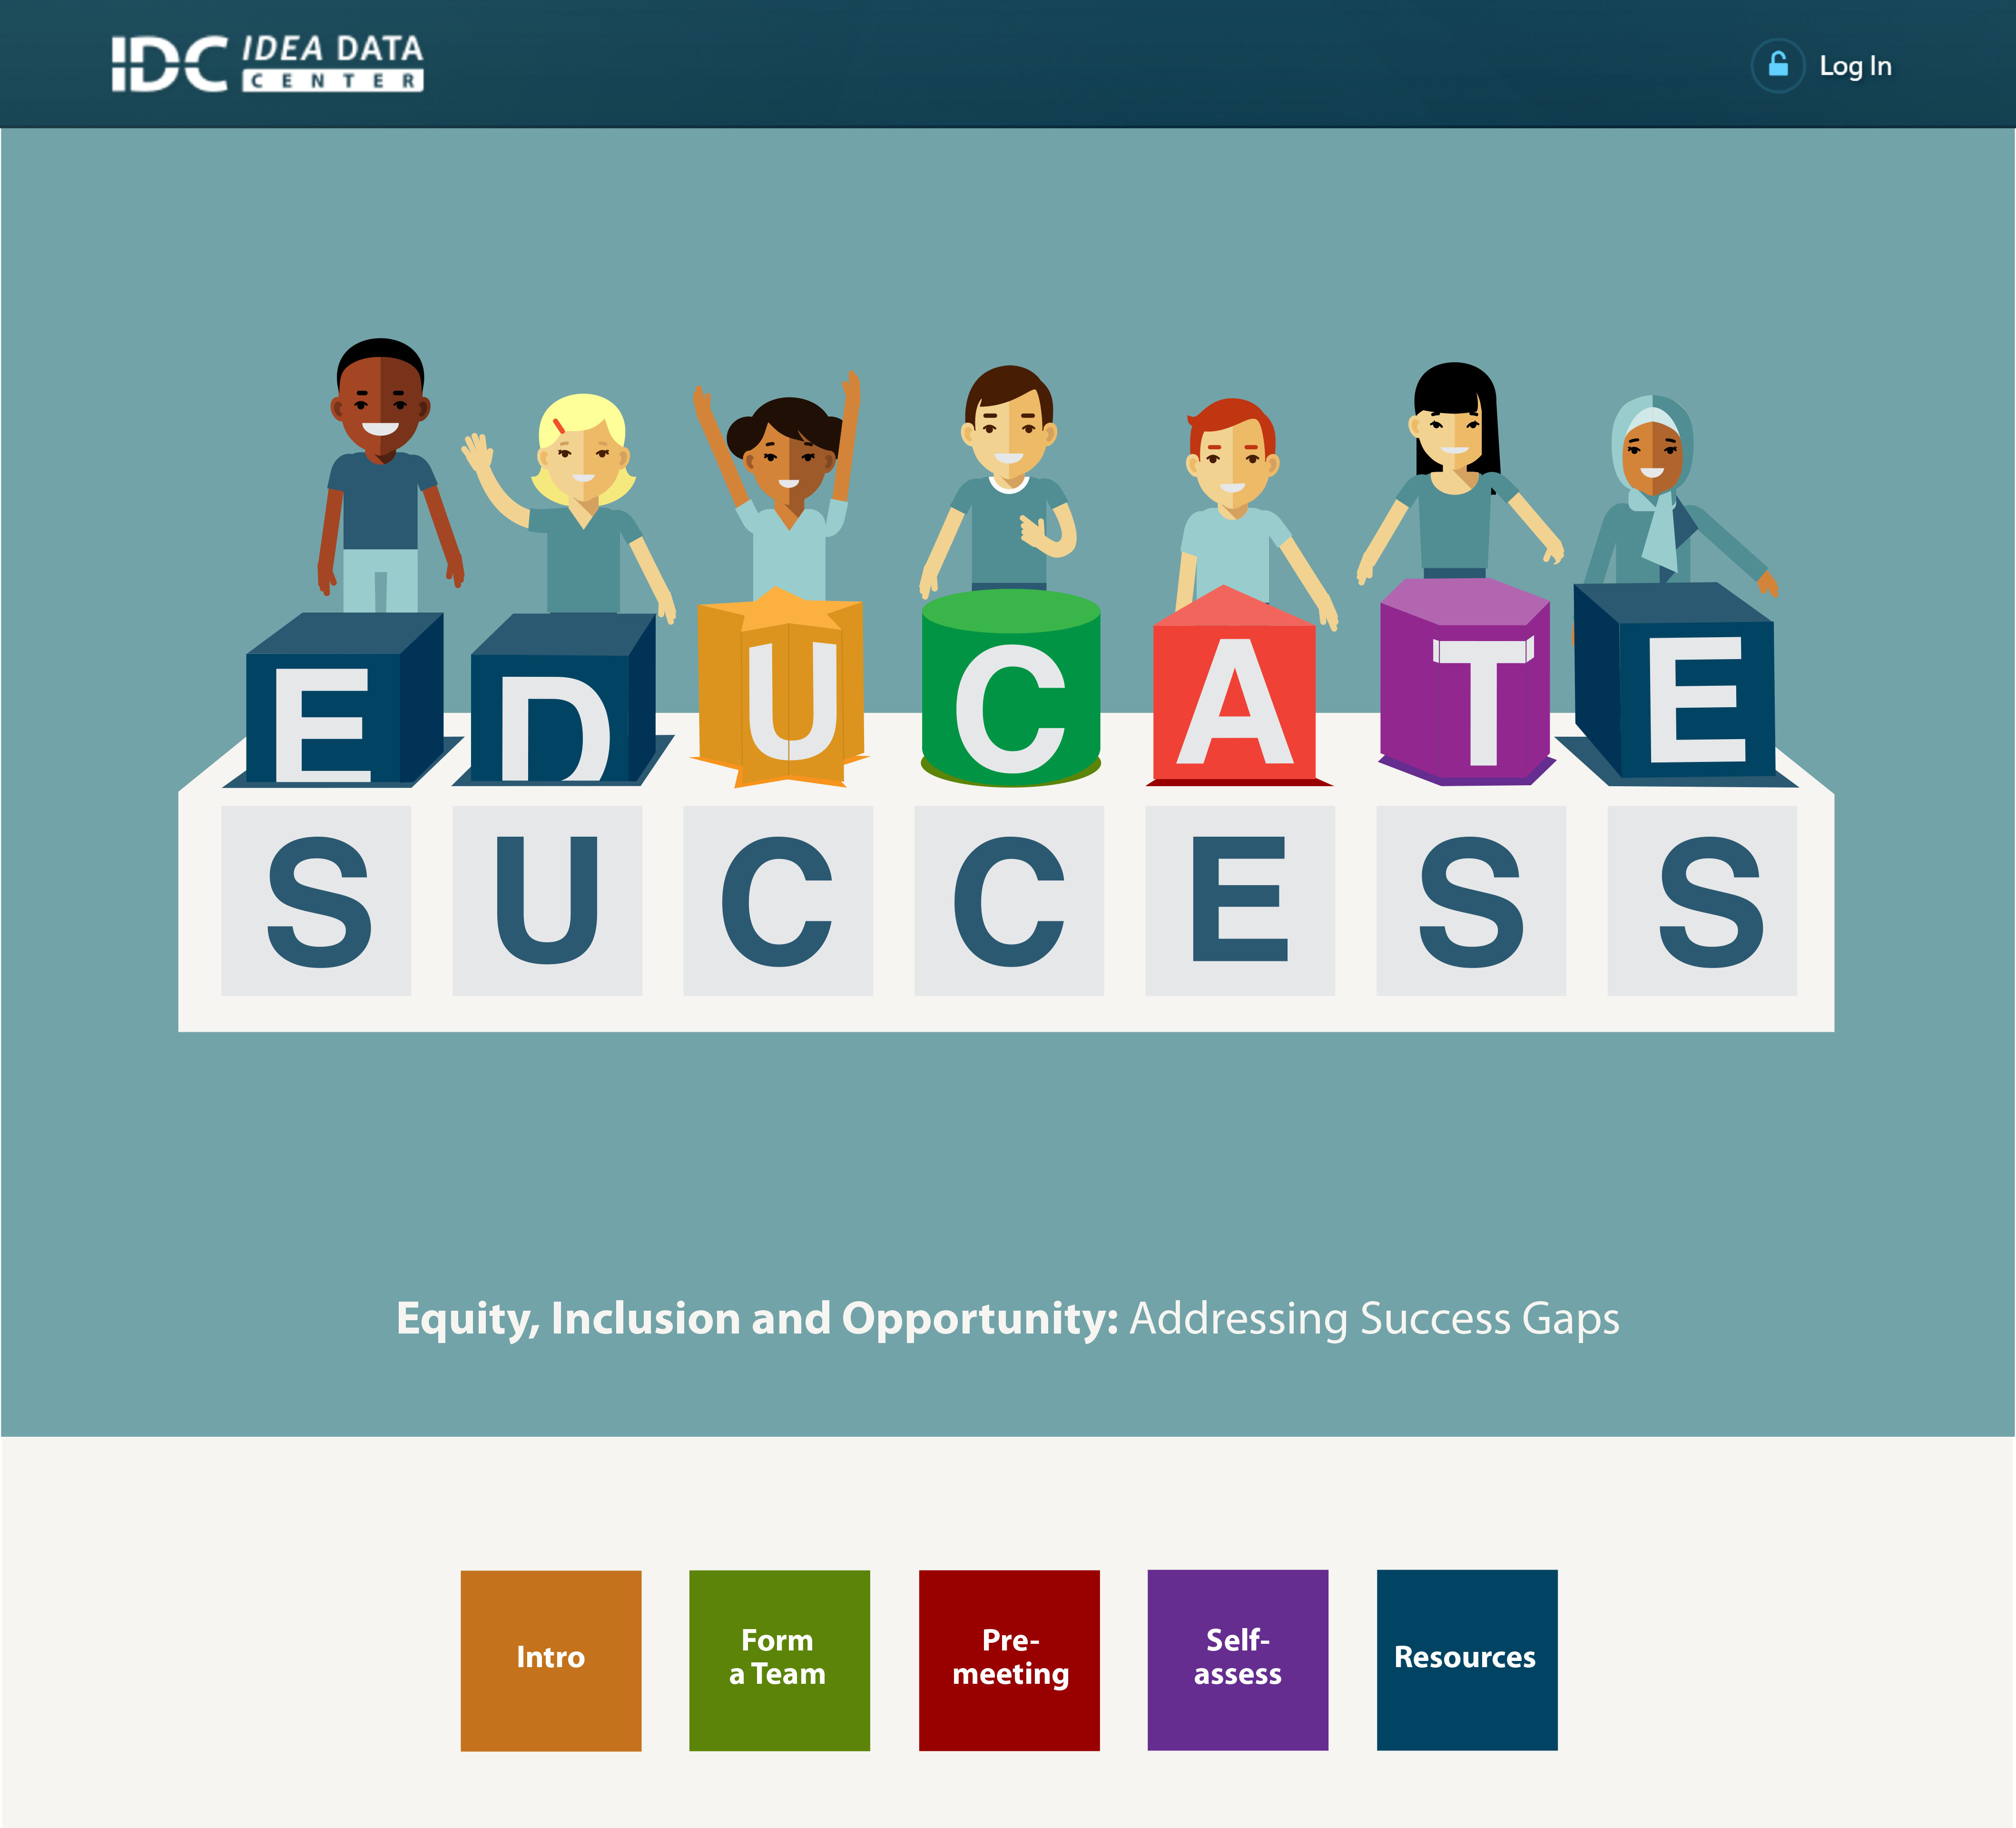 IDC IDEA DATA
CENTER
Log In
EDUCATE
SUCCESS
Equity, Inclusion and Opportunity: Addressing Success Gaps
Intro
Form
a Team
Pre-
meeting
Self-
assess
Resources